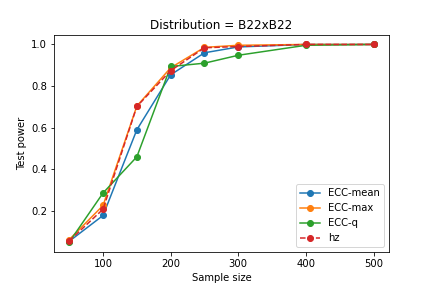 Distribution = B22xB22
Test power
1.0
0.8
0.6
0.4
0.2
ECC-mean
ECC-max
ECC-q
hz
100 200 300 400 500
Sample size